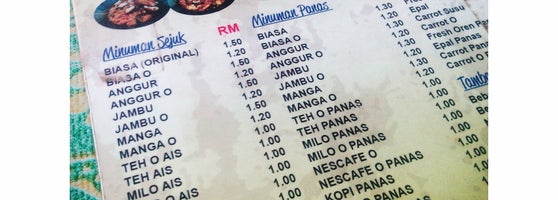 Minuman Sejuk
RM
BIASA (ORIGINAL) 1.50
BIASA O 1.20
ANGGUR 1.50
ANGGUR O 1.20
JAMBU 1.50
JAMBU O 1.20
MANGA 1.00
MANGA O 1.00
TEH O AIS 1.00
TEH AIS 1.00
MILO AIS 1.00
Minuman Panas
BIASA 1.30
BIASA O 1.20
ANGGUR 1.30
ANGGUR O 1.20
JAMBU 1.30
JAMBU O 1.20
MANGA 1.30
MANGA O 1.20
TEH O PANAS 1.00
TEH PANAS 1.00
MILO PANAS 1.00
MILO O PANAS 1.00
NESCAFE O 1.00
NESCAFE O PANAS 1.00
KOPI PANAS 1.00
Epal
Carrot Susu
Carrot O
Fresh Oren
Epal Panas
Carrot Panas
Tamba